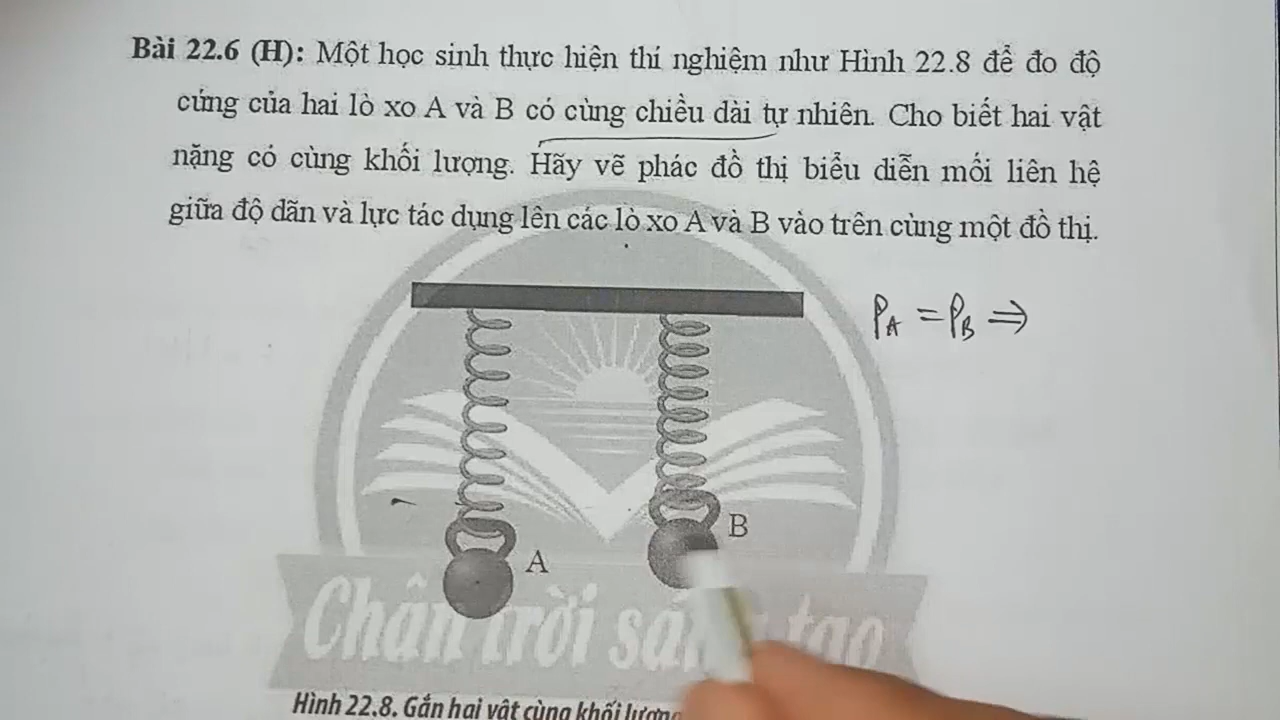 Bài 22.6 (H): Một học sinh thực hiện thí nghiệm như Hình 22.8 để đo độ
cứng của hai lò xo A và B có cùng chiều dài tự nhiên. Cho biết hai vật
nặng có cùng khối lượng. Hãy vẽ phác đồ thị biểu diễn mối liên hệ
giữa độ dãn và lực tác dụng lên các lò xo A và B vào trên cùng một đồ thị.
P_A = P_B ⇒
B
A
Chân trời
Hình 22.8. Gắn hai vật cùng khối lượng